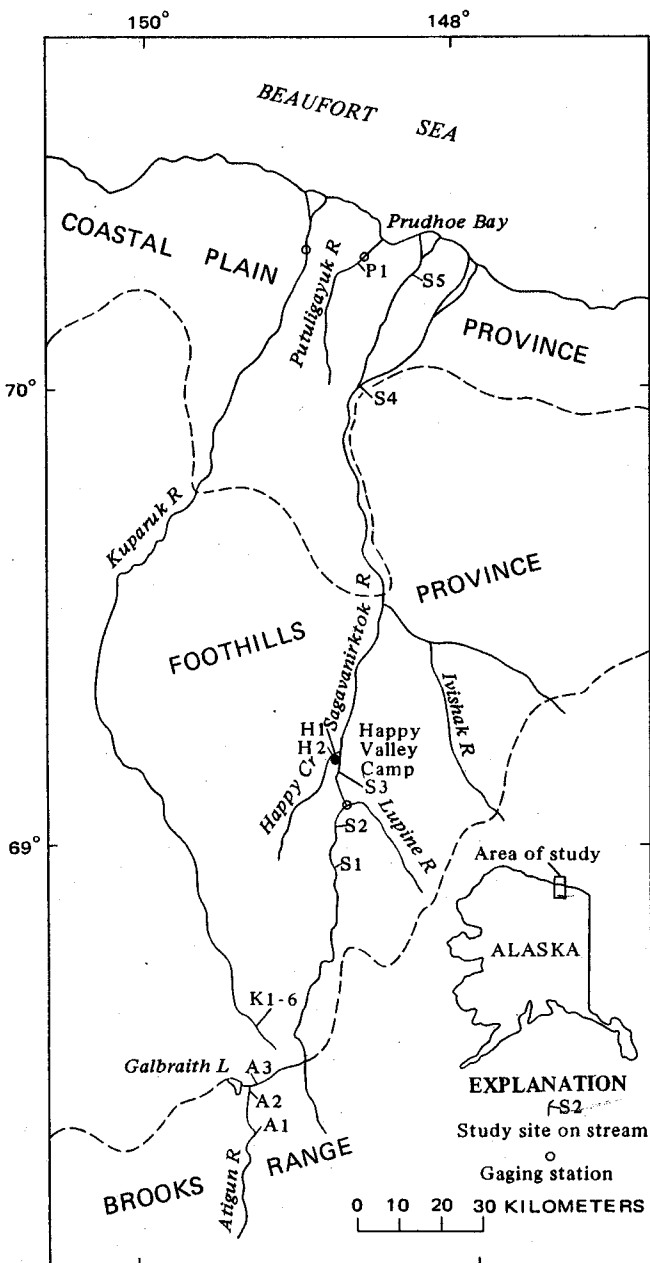 150° 148°
BEAUFORT SEA
COASTAL PLAIN
Prudhoe Bay
Putuligayuk R
P1
S5
PROVINCE
70°
S4
Kuparuk R
PROVINCE
FOOTHILLS
Sagavanirktok R
Ivishak R
H1
H2
Happy
Valley
Camp
Happy Cr
S3
S2
Lupine R
69°
S1
Area of study
ALASKA
K1-6
Galbraith L
A3
A2
A1
EXPLANATION
S2
Study site on stream
Gaging station
BROOKS RANGE
Atigun R
0 10 20 30 KILOMETERS